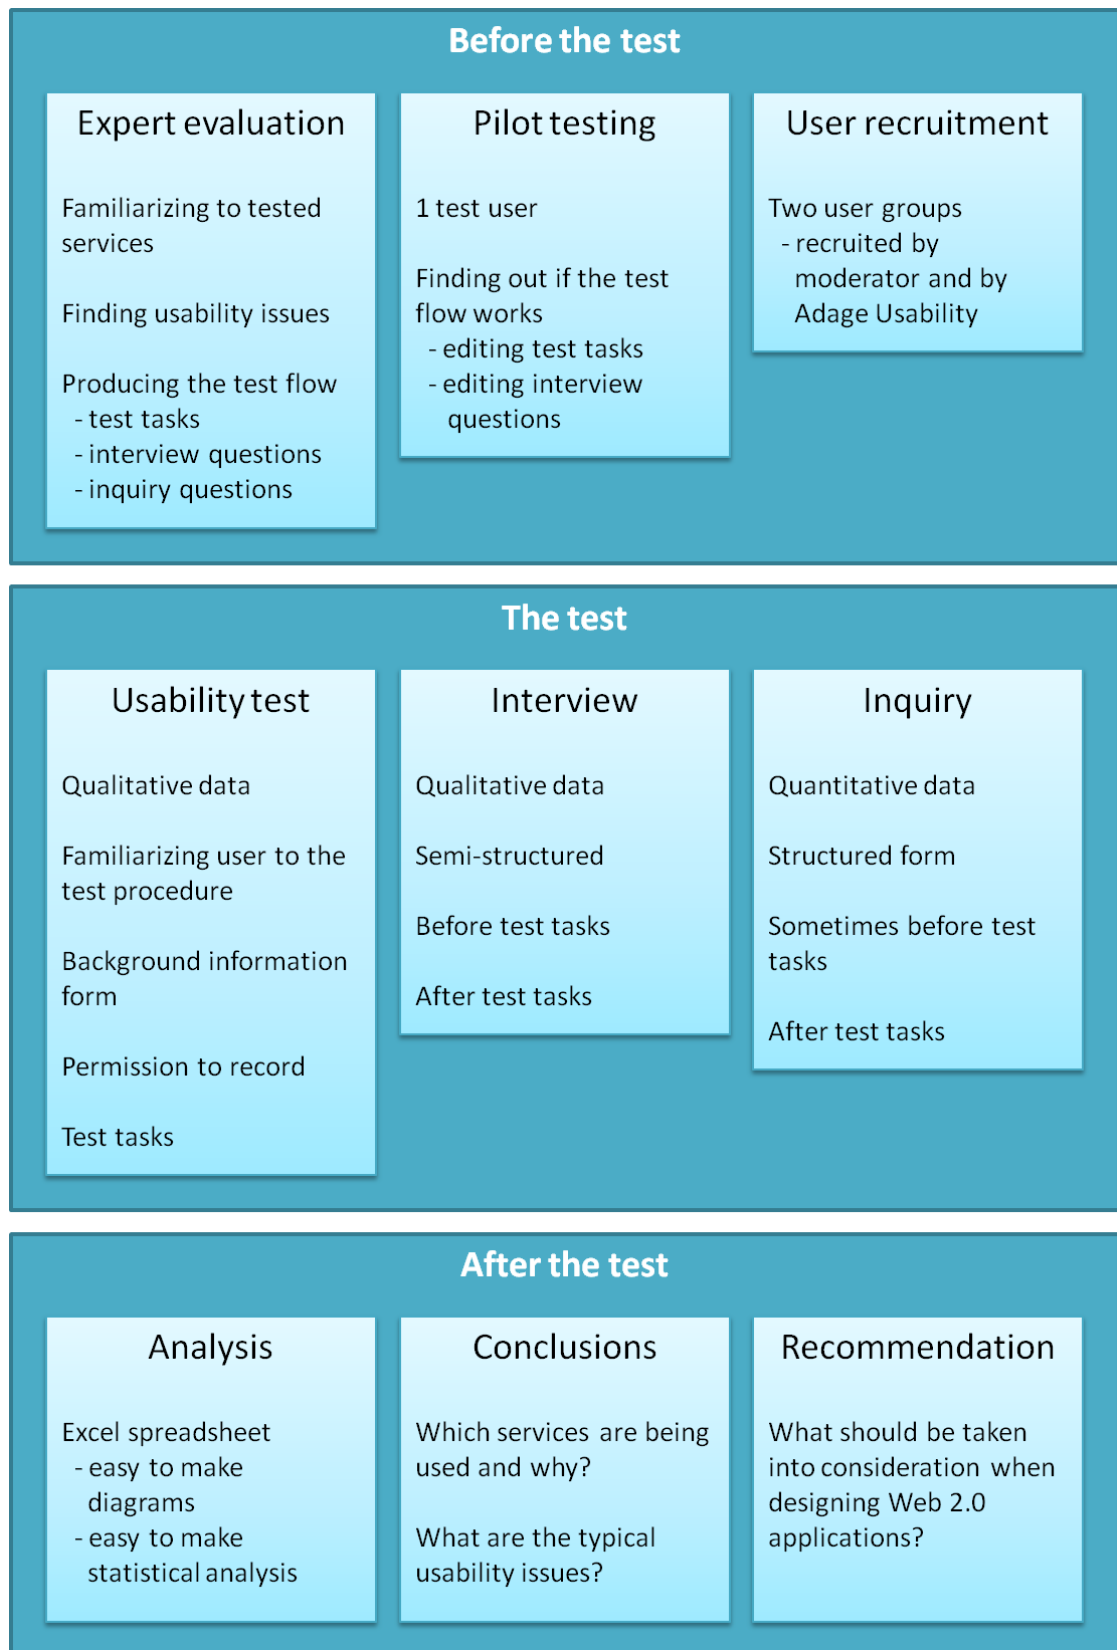 Before the test
Expert evaluation
Familiarizing to tested
services
Finding usability issues
Producing the test flow
- test tasks
- interview questions
- inquiry questions
Pilot testing
1 test user
Finding out if the test
flow works
- editing test tasks
- editing interview
questions
User recruitment
Two user groups
- recruited by
moderator and by
Adage Usability
The test
Usability test
Qualitative data
Familiarizing user to the
test procedure
Background information
form
Permission to record
Test tasks
Interview
Qualitative data
Semi-structured
Before test tasks
After test tasks
Inquiry
Quantitative data
Structured form
Sometimes before test
tasks
After test tasks
After the test
Analysis
Excel spreadsheet
- easy to make
diagrams
- easy to make
statistical analysis
Conclusions
Which services are being
used and why?
What are the typical
usability issues?
Recommendation
What should be taken
into consideration when
designing Web 2.0
applications?